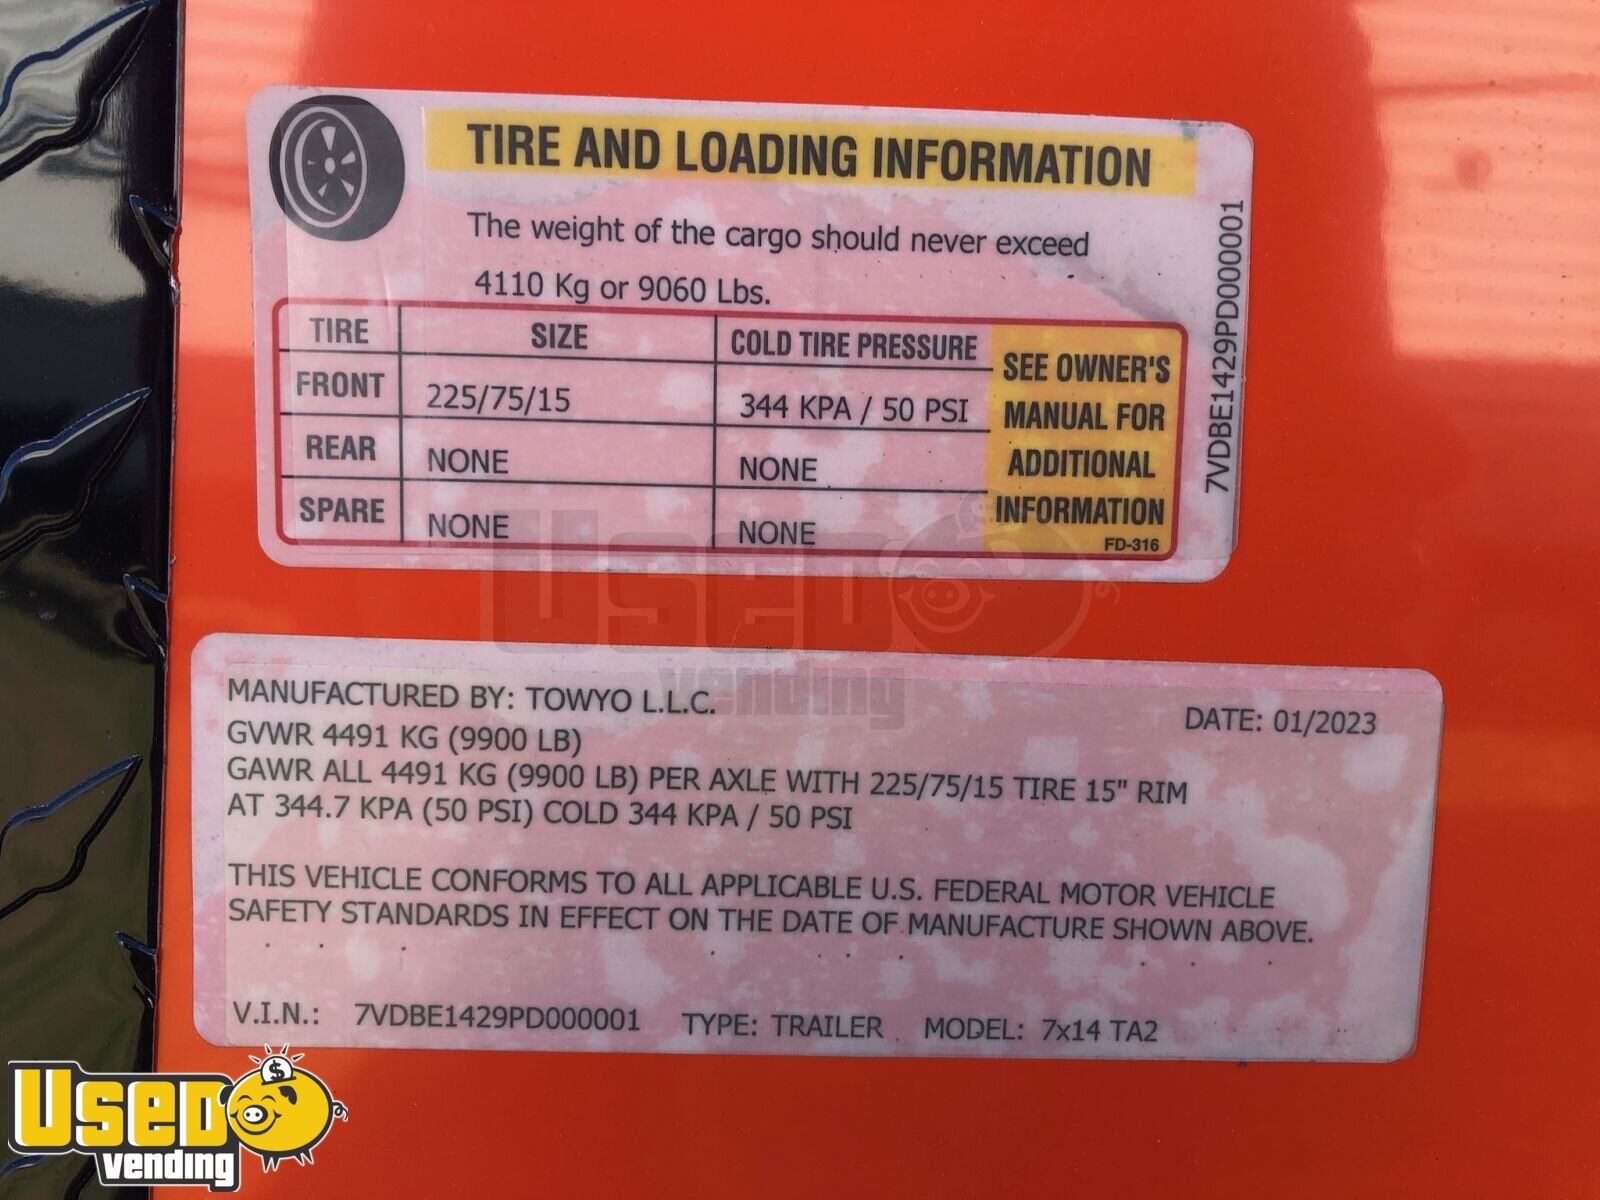 TIRE AND LOADING INFORMATION
The weight of the cargo should never exceed
4110 Kg or 9060 Lbs.
TIRE SIZE COLD TIRE PRESSURE
FRONT 225/75/15 344 KPA / 50 PSI
REAR NONE NONE
SPARE NONE NONE
SEE OWNER'S
MANUAL FOR
ADDITIONAL
INFORMATION
FD-316
7VDBE1429PD000001
USED
vending
MANUFACTURED BY: TOWYO L.L.C. DATE: 01/2023
GVWR 4491 KG (9900 LB)
GAWR ALL 4491 KG (9900 LB) PER AXLE WITH 225/75/15 TIRE 15" RIM
AT 344.7 KPA (50 PSI) COLD 344 KPA / 50 PSI
THIS VEHICLE CONFORMS TO ALL APPLICABLE U.S. FEDERAL MOTOR VEHICLE
SAFETY STANDARDS IN EFFECT ON THE DATE OF MANUFACTURE SHOWN ABOVE.
V.I.N.: 7VDBE1429PD000001 TYPE: TRAILER MODEL: 7x14 TA2
USED
vending